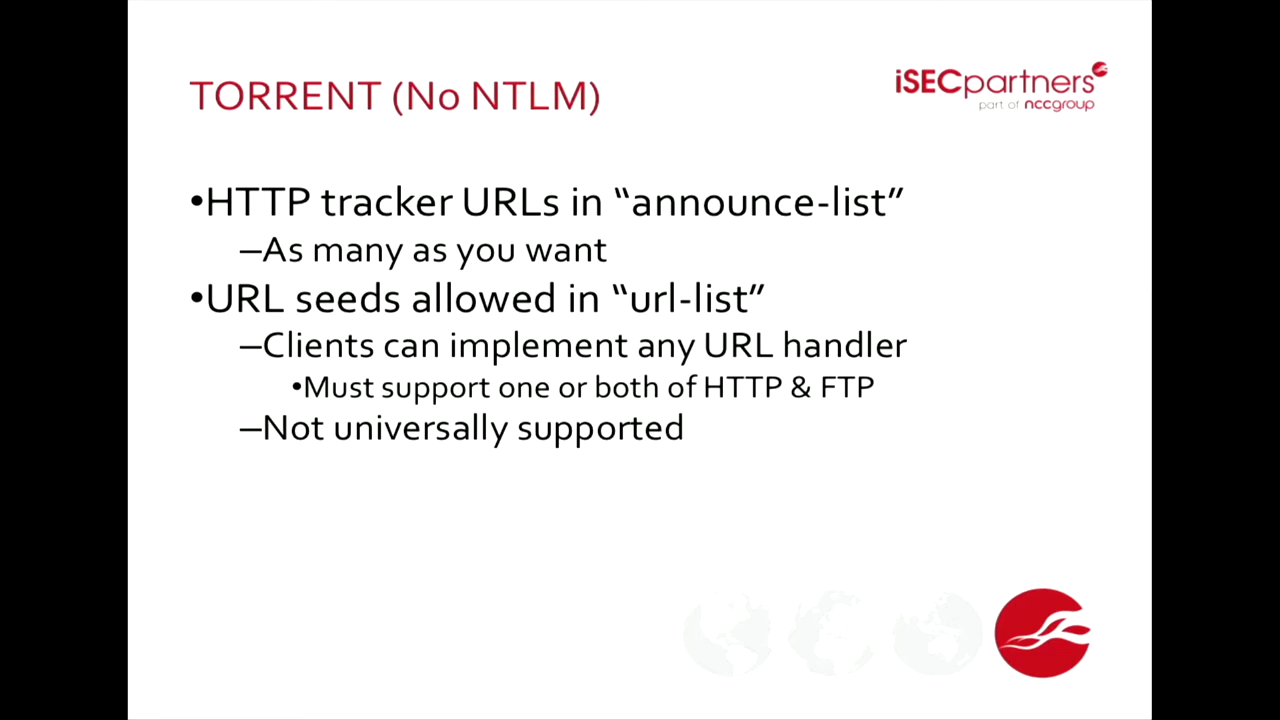 TORRENT (No NTLM)
iSECpartners
part of nccgroup
•HTTP tracker URLs in “announce-list”
–As many as you want
•URL seeds allowed in “url-list”
–Clients can implement any URL handler
•Must support one or both of HTTP & FTP
–Not universally supported